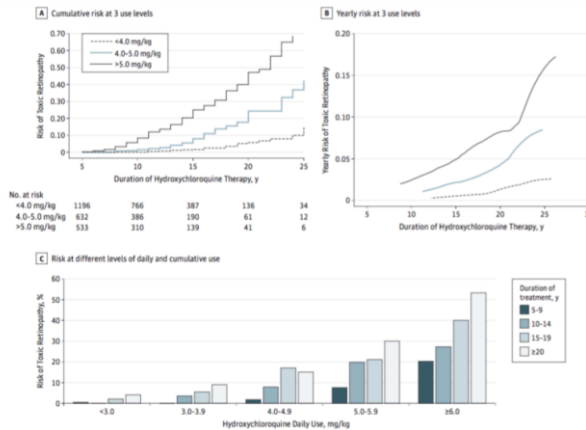 A Cumulative risk at 3 use levels
0.70
0.60
0.50
0.40
0.30
0.20
0.10
0
<4.0 mg/kg
4.0–5.0 mg/kg
>5.0 mg/kg
Risk of Toxic Retinopathy
5 10 15 20 25
Duration of Hydroxychloroquine Therapy, y
No. at risk
<4.0 mg/kg 1196 766 387 136 34
4.0-5.0 mg/kg 632 386 190 61 12
>5.0 mg/kg 533 310 139 41 6
B Yearly risk at 3 use levels
0.20
0.15
0.10
0.05
0
Yearly Risk of Toxic Retinopathy
5 10 15 20 25
Duration of Hydroxychloroquine Therapy, y
C Risk at different levels of daily and cumulative use
60
50
40
30
20
10
0
Risk of Toxic Retinopathy, %
<3.0 3.0-3.9 4.0-4.9 5.0-5.9 ≥6.0
Hydroxychloroquine Daily Use, mg/kg
Duration of
treatment, y
5-9
10-14
15-19
≥20